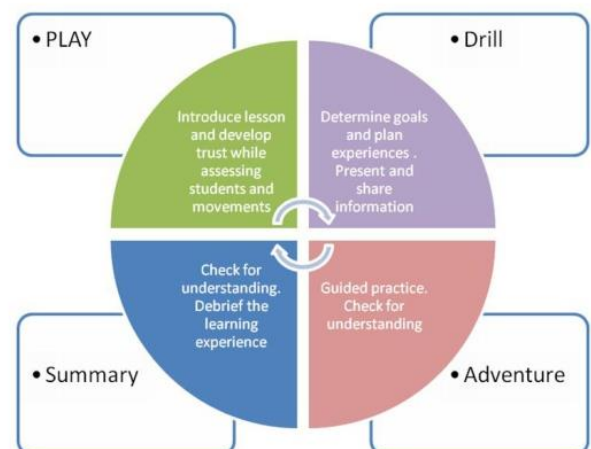 • PLAY
• Drill
Introduce lesson
and develop
trust while
assessing
students and
movements
Determine goals
and plan
experiences .
Present and
share
information
Check for
understanding.
Debrief the
learning
experience
Guided practice.
Check for
understanding
• Summary
• Adventure